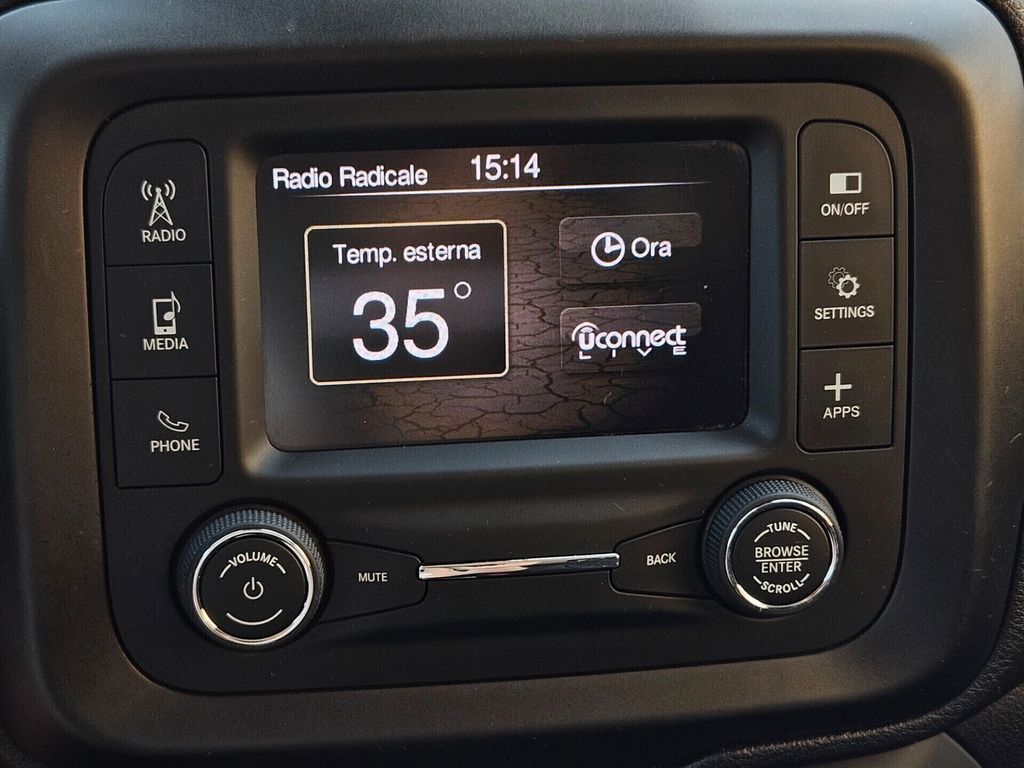 Radio Radicale 15:14
Temp. esterna
35°
Ora
Uconnect
LIVE
RADIO
MEDIA
PHONE
ON/OFF
SETTINGS
APPS
VOLUME
MUTE
BACK
TUNE
BROWSE
ENTER
SCROLL